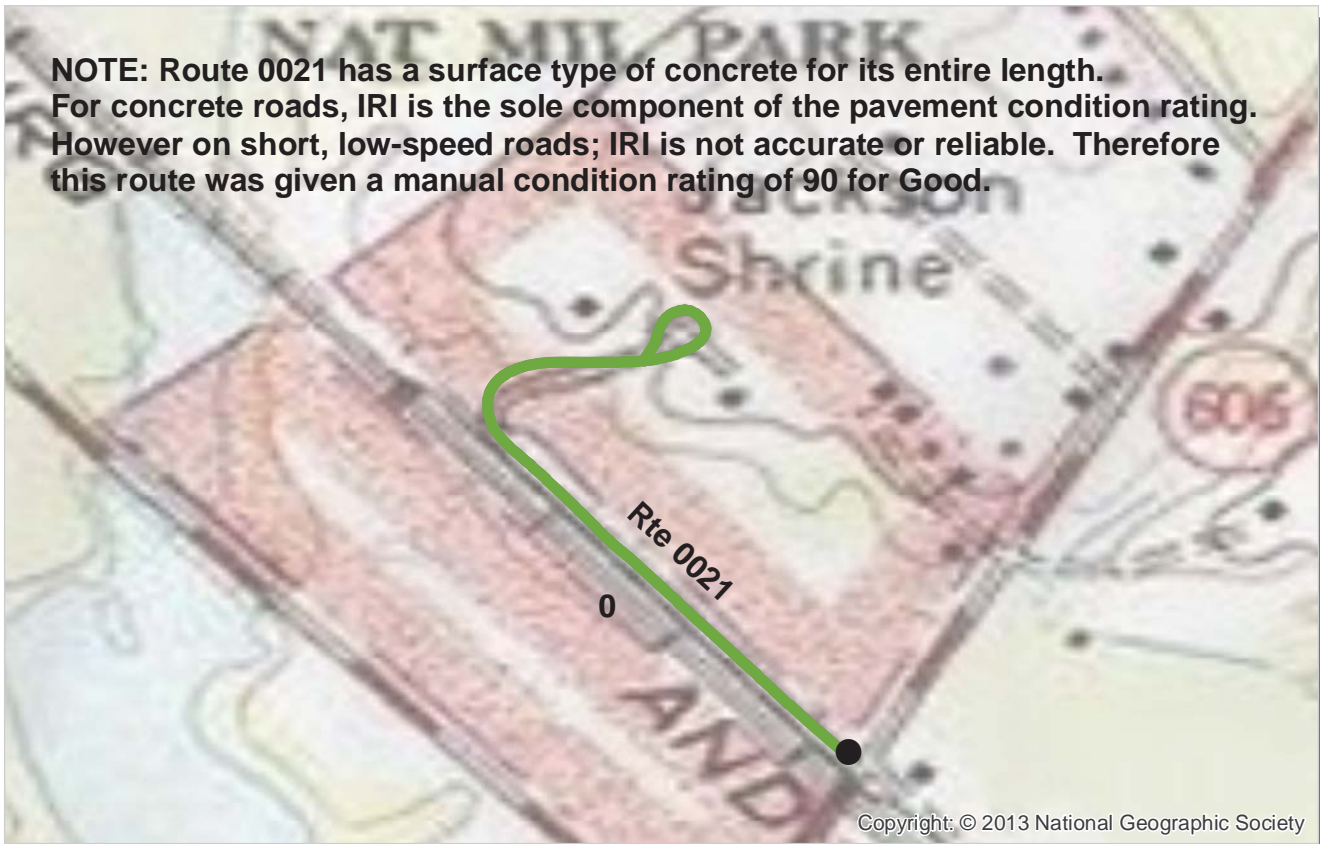 NAT MIL PARK
NOTE: Route 0021 has a surface type of concrete for its entire length.
For concrete roads, IRI is the sole component of the pavement condition rating.
However on short, low-speed roads; IRI is not accurate or reliable.  Therefore
this route was given a manual condition rating of 90 for Good.
Jackson
Shrine
606
Rte 0021
0
AND
Copyright: © 2013 National Geographic Society